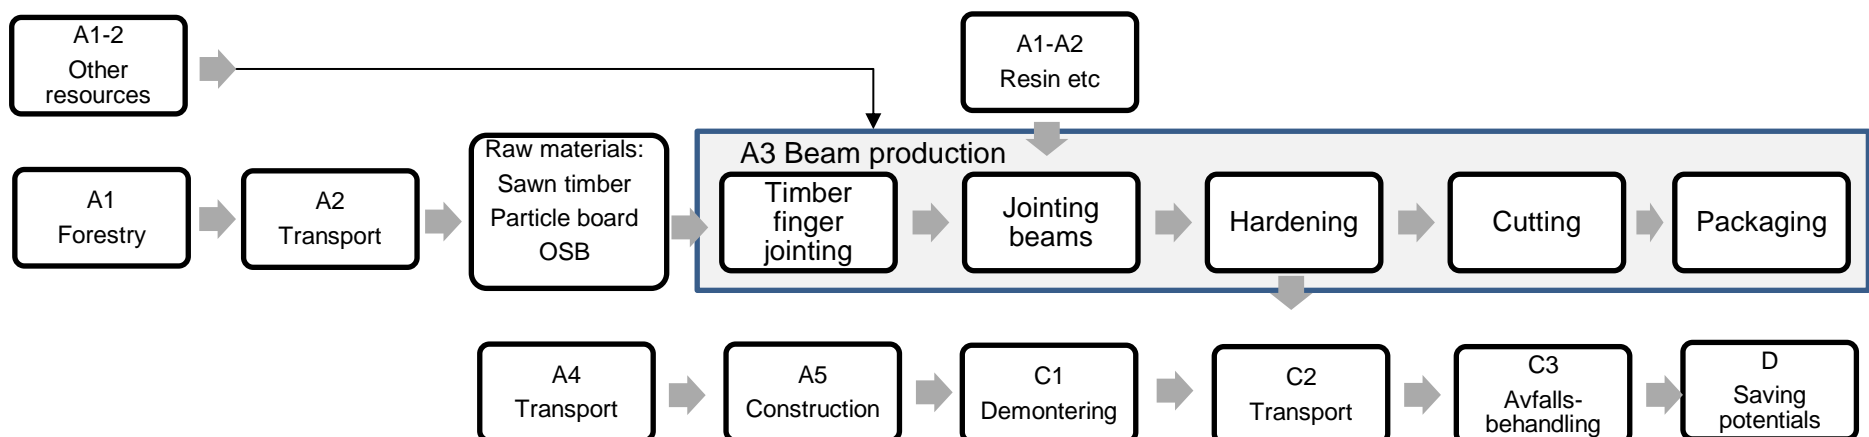 A1-2
Other
resources
A1-A2
Resin etc
A1
Forestry
A2
Transport
Raw materials:
Sawn timber
Particle board
OSB
A3 Beam production
Timber
finger
jointing
Jointing
beams
Hardening
Cutting
Packaging
A4
Transport
A5
Construction
C1
Demontering
C2
Transport
C3
Avfalls-
behandling
D
Saving
potentials